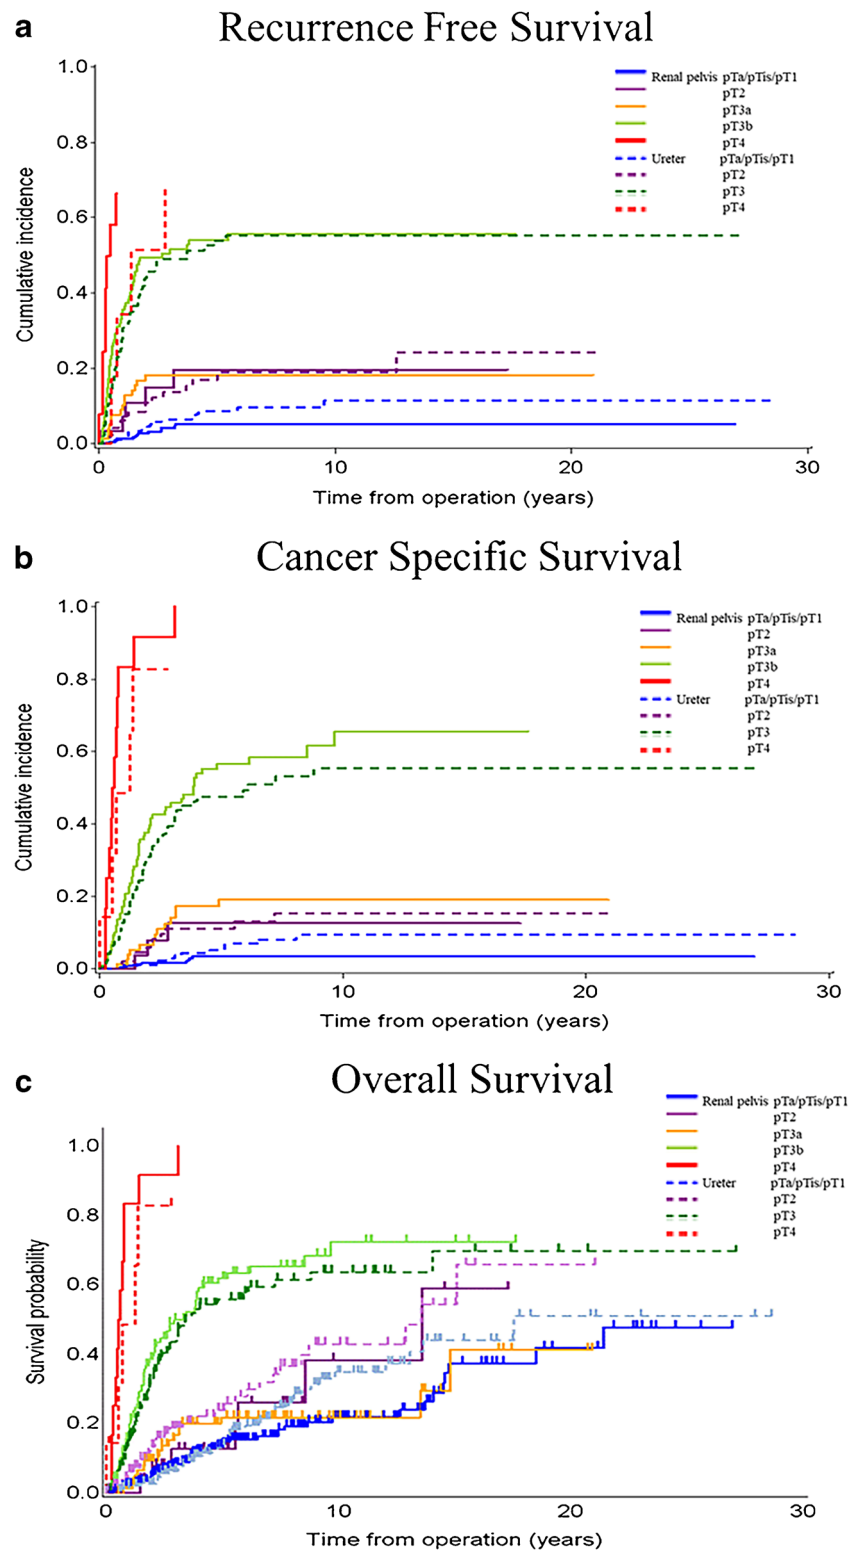 a
Recurrence Free Survival
1.0
0.8
0.6
0.4
0.2
0.0
Cumulative incidence
0 10 20 30
Time from operation (years)
Renal pelvis pTa/pTis/pT1
pT2
pT3a
pT3b
pT4
Ureter pTa/pTis/pT1
pT2
pT3
pT4
b
Cancer Specific Survival
1.0
0.8
0.6
0.4
0.2
0.0
Cumulative incidence
0 10 20 30
Time from operation (years)
Renal pelvis pTa/pTis/pT1
pT2
pT3a
pT3b
pT4
Ureter pTa/pTis/pT1
pT2
pT3
pT4
c
Overall Survival
1.0
0.8
0.6
0.4
0.2
0.0
Survival probability
0 10 20 30
Time from operation (years)
Renal pelvis pTa/pTis/pT1
pT2
pT3a
pT3b
pT4
Ureter pTa/pTis/pT1
pT2
pT3
pT4